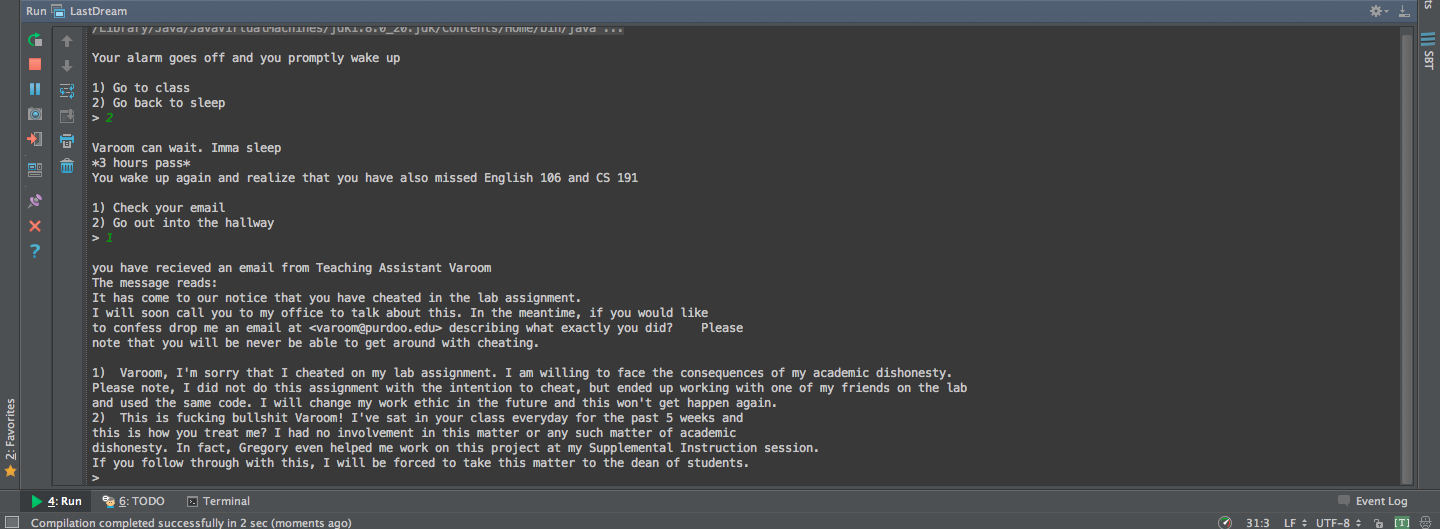 Run LastDream
/Library/Java/JavaVirtualMachines/jdk1.8.0_20.jdk/Contents/Home/bin/java ...
Your alarm goes off and you promptly wake up
1) Go to class
2) Go back to sleep
> 2
Varoom can wait. Imma sleep
*3 hours pass*
You wake up again and realize that you have also missed English 106 and CS 191
1) Check your email
2) Go out into the hallway
> 1
you have recieved an email from Teaching Assistant Varoom
The message reads:
It has come to our notice that you have cheated in the lab assignment.
I will soon call you to my office to talk about this. In the meantime, if you would like
to confess drop me an email at <varoom@purdoo.edu> describing what exactly you did?    Please
note that you will be never be able to get around with cheating.
1)  Varoom, I'm sorry that I cheated on my lab assignment. I am willing to face the consequences of my academic dishonesty.
Please note, I did not do this assignment with the intention to cheat, but ended up working with one of my friends on the lab
and used the same code. I will change my work ethic in the future and this won't get happen again.
2)  This is fucking bullshit Varoom! I've sat in your class everyday for the past 5 weeks and
this is how you treat me? I had no involvement in this matter or any such matter of academic
dishonesty. In fact, Gregory even helped me work on this project at my Supplemental Instruction session.
If you follow through with this, I will be forced to take this matter to the dean of students.
>
SBT
2: Favorites
4: Run 6: TODO Terminal Event Log
Compilation completed successfully in 2 sec (moments ago) 31:3 LF UTF-8 [T]